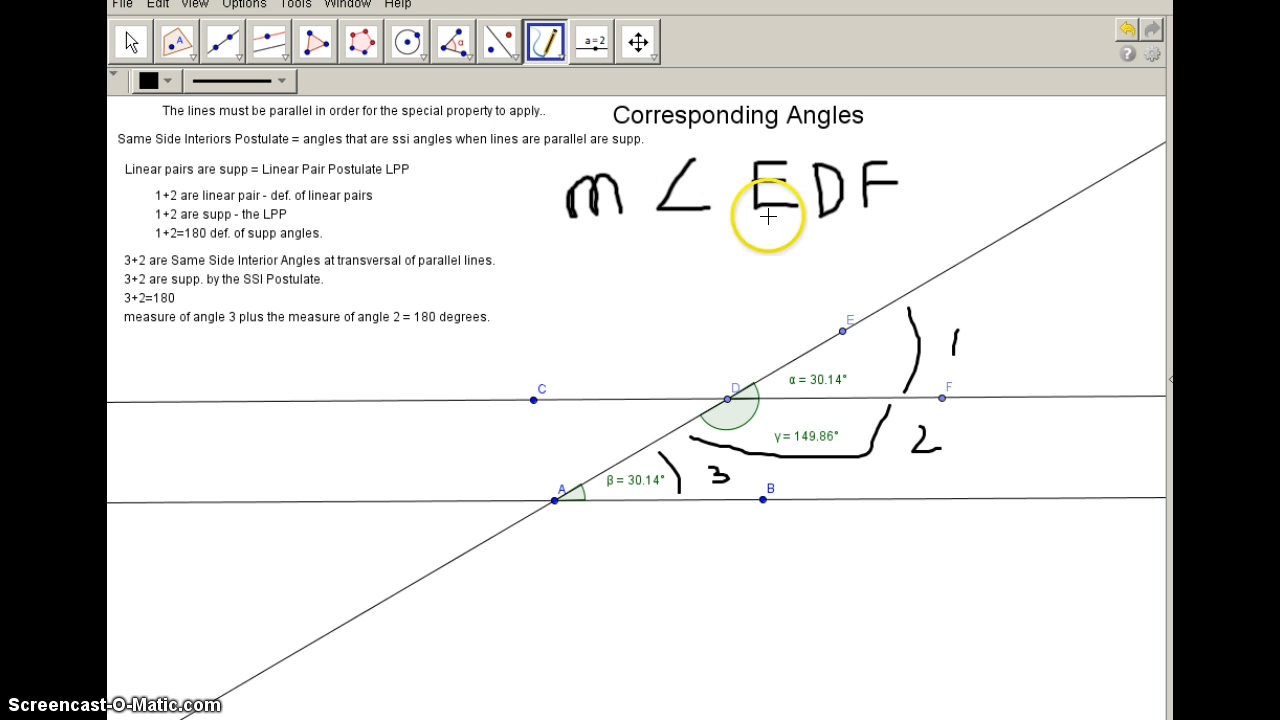 File Edit View Options Tools Window Help
A
α
a=2
?
The lines must be parallel in order for the special property to apply..
Corresponding Angles
Same Side Interiors Postulate = angles that are ssi angles when lines are parallel are supp.
Linear pairs are supp = Linear Pair Postulate LPP
m ∠ EDF
1+2 are linear pair - def. of linear pairs
1+2 are supp - the LPP
1+2=180 def. of supp angles.
3+2 are Same Side Interior Angles at transversal of parallel lines.
3+2 are supp. by the SSI Postulate.
3+2=180
measure of angle 3 plus the measure of angle 2 = 180 degrees.
E
1
α = 30.14°
C
D
F
γ = 149.86°
2
β = 30.14°
3
A
B
Screencast-O-Matic.com